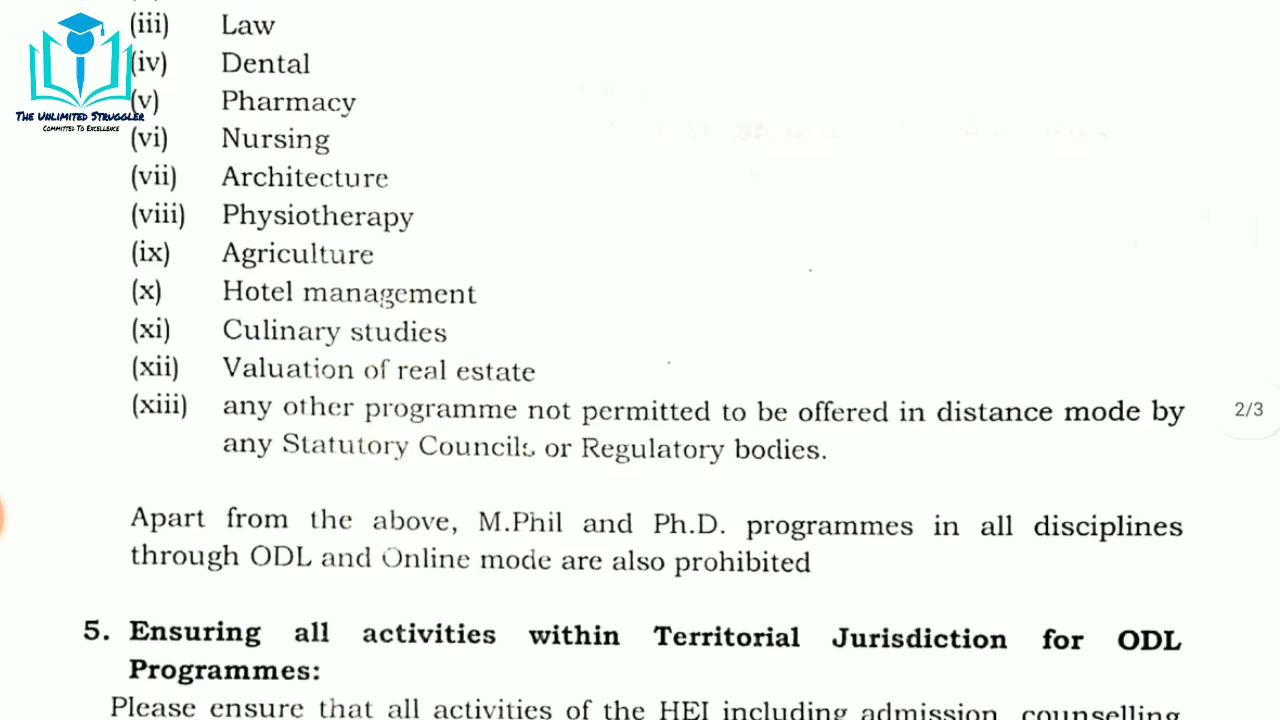 (iii) Law
(iv) Dental
(v) Pharmacy
(vi) Nursing
(vii) Architecture
(viii) Physiotherapy
(ix) Agriculture
(x) Hotel management
(xi) Culinary studies
(xii) Valuation of real estate
(xiii) any other programme not permitted to be offered in distance mode by
any Statutory Councils or Regulatory bodies.
Apart from the above, M.Phil and Ph.D. programmes in all disciplines
through ODL and Online mode are also prohibited
5. Ensuring all activities within Territorial Jurisdiction for ODL
Programmes:
Please ensure that all activities of the HEI including admission, counselling
THE UNLIMITED STRUGGLER
COMMITTED TO EXCELLENCE
2/3